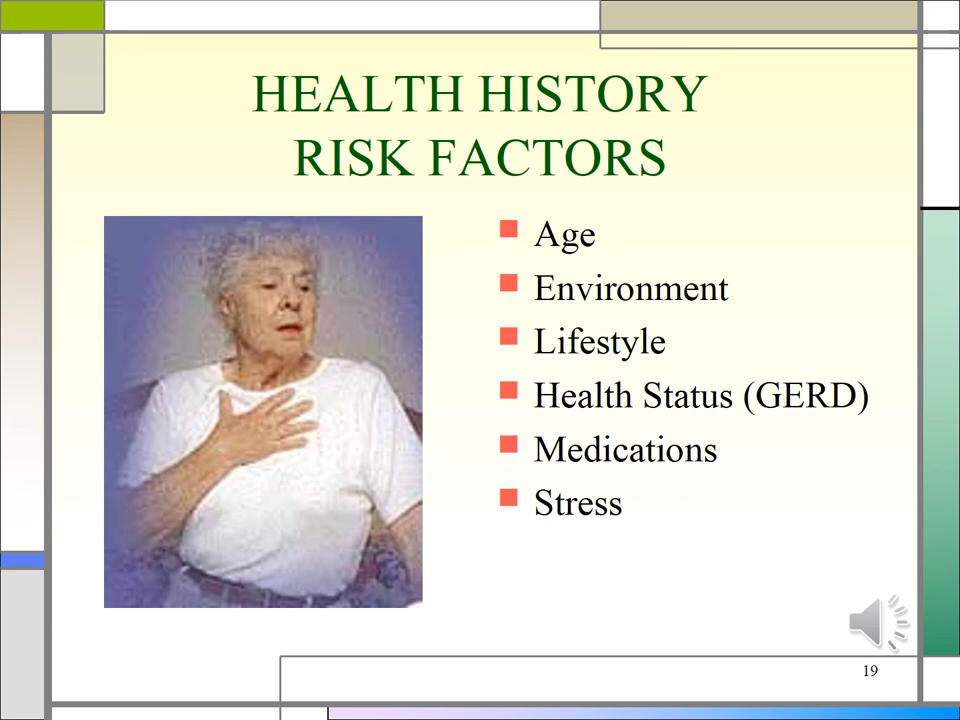 HEALTH HISTORY
RISK FACTORS
Age
Environment
Lifestyle
Health Status (GERD)
Medications
Stress
19